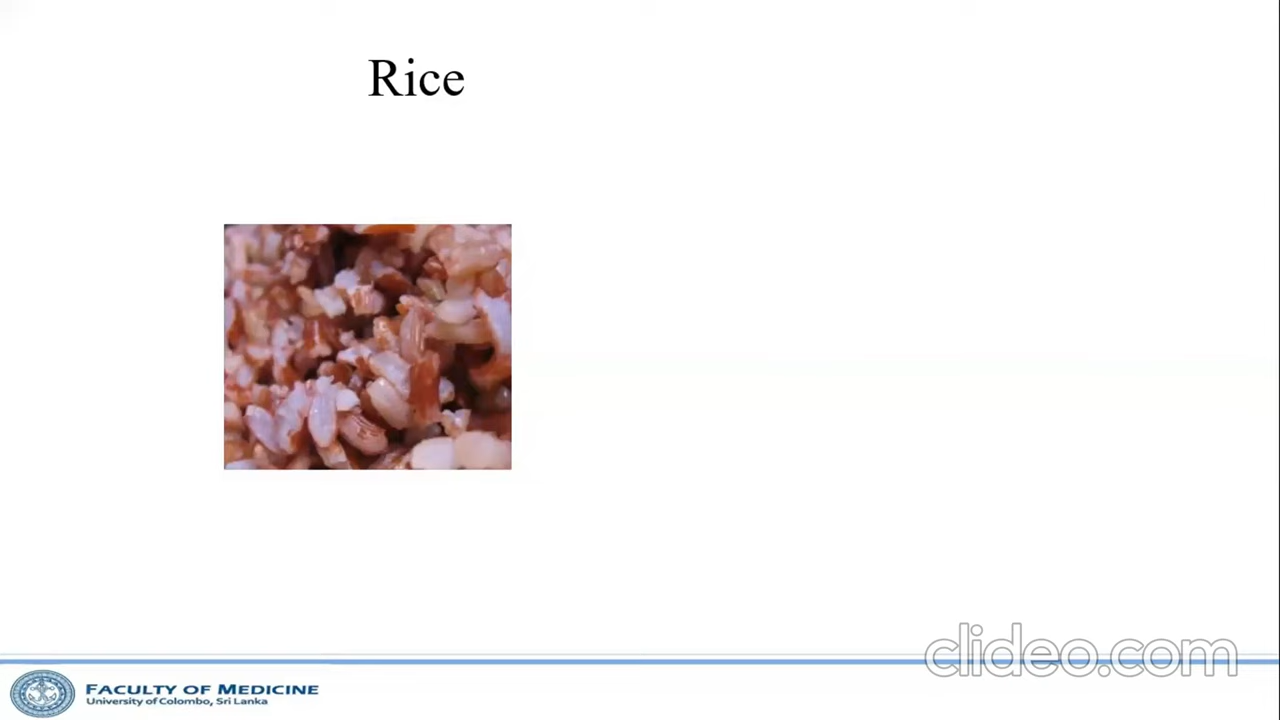 Rice
clideo.com
FACULTY OF MEDICINE
University of Colombo, Sri Lanka